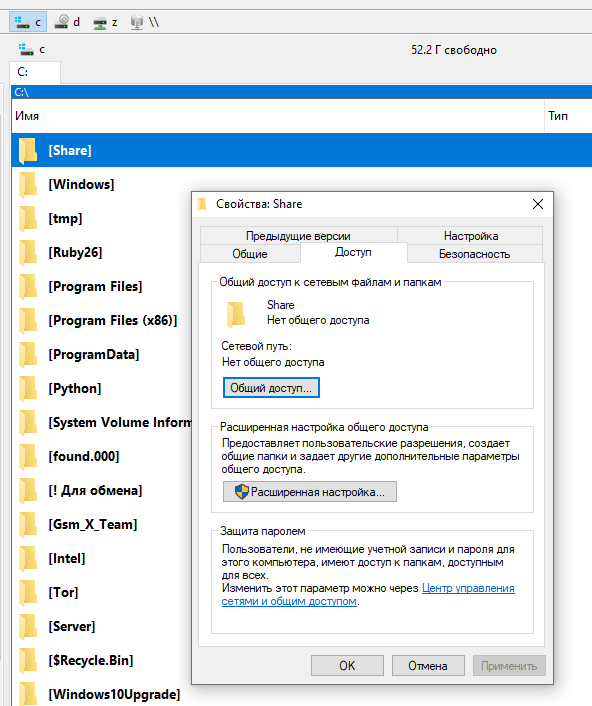 c d z \\
c 52.2 Г свободно
C:
C:\
Имя Тип
[Share]
[Windows]
[tmp]
[Ruby26]
[Program Files]
[Program Files (x86)]
[ProgramData]
[Python]
[System Volume Inform
[found.000]
[! Для обмена]
[Gsm_X_Team]
[Intel]
[Tor]
[Server]
[$Recycle.Bin]
[Windows10Upgrade]
Свойства: Share
Предыдущие версии Настройка
Общие Доступ Безопасность
Общий доступ к сетевым файлам и папкам
Share
Нет общего доступа
Сетевой путь:
Нет общего доступа
Общий доступ...
Расширенная настройка общего доступа
Предоставляет пользовательские разрешения, создает
общие папки и задает другие дополнительные параметры
общего доступа.
Расширенная настройка...
Защита паролем
Пользователи, не имеющие учетной записи и пароля для
этого компьютера, имеют доступ к папкам, доступным
для всех.
Изменить этот параметр можно через Центр управления
сетями и общим доступом.
OK Отмена Применить